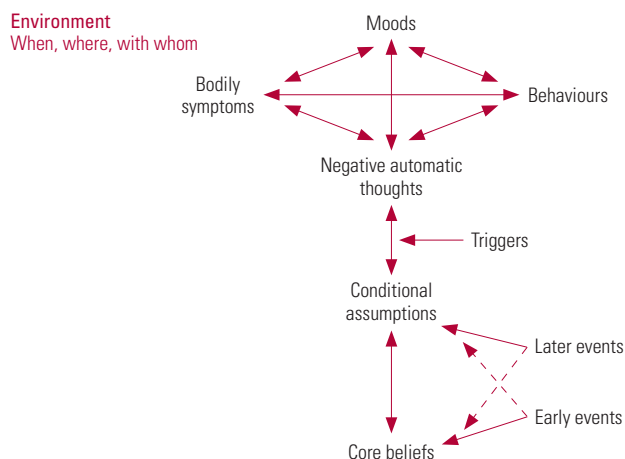 Environment
When, where, with whom
Moods
Bodily
symptoms
Behaviours
Negative automatic
thoughts
Triggers
Conditional
assumptions
Later events
Early events
Core beliefs